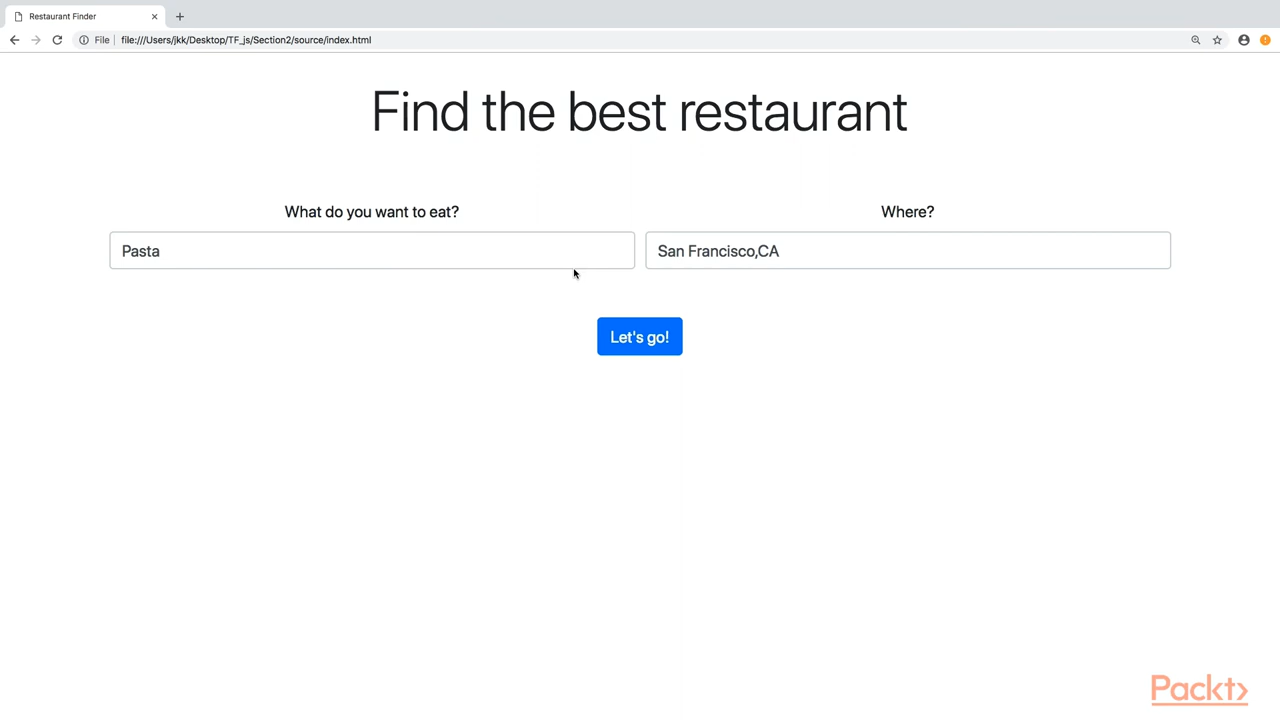 Restaurant Finder
File
file:///Users/jkk/Desktop/TF_js/Section2/source/index.html
Find the best restaurant
What do you want to eat?
Where?
Pasta
San Francisco,CA
Let's go!
Packt>